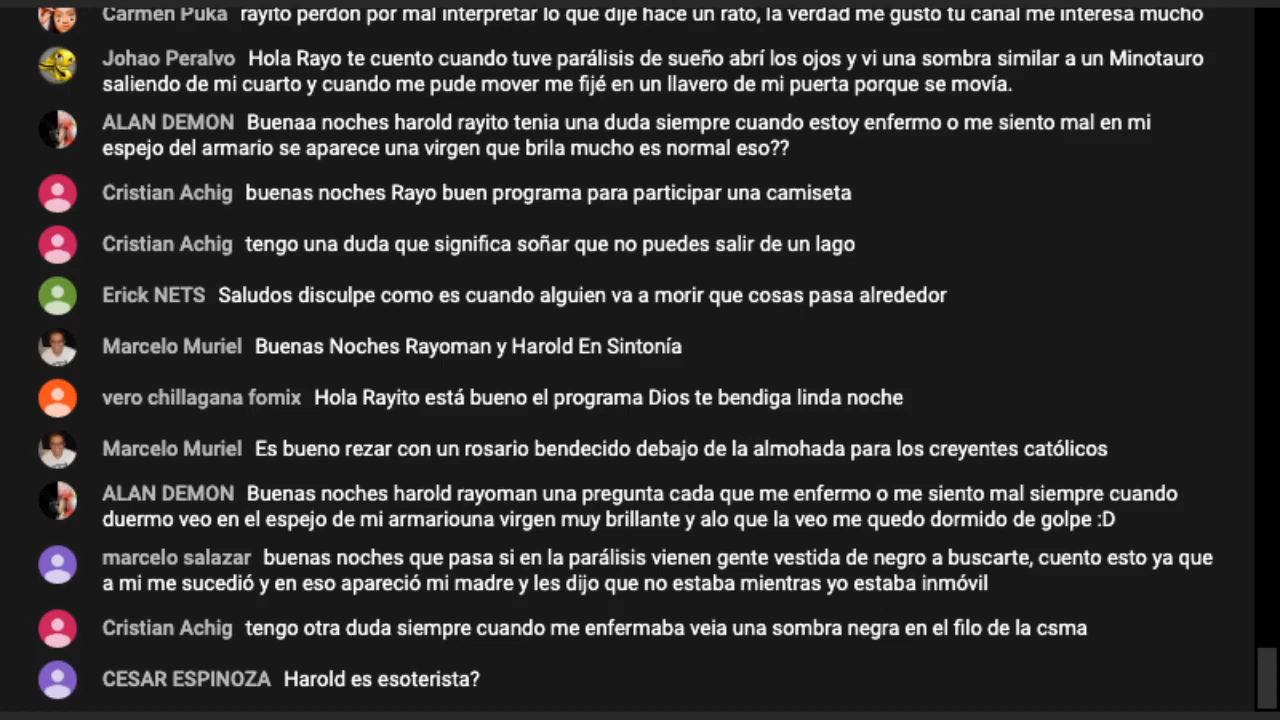 Carmen Puka rayito perdon por mal interpretar lo que dije hace un rato, la verdad me gusto tu canal me interesa mucho
Johao Peralvo Hola Rayo te cuento cuando tuve parálisis de sueño abrí los ojos y vi una sombra similar a un Minotauro
saliendo de mi cuarto y cuando me pude mover me fijé en un llavero de mi puerta porque se movía.
ALAN DEMON Buenaa noches harold rayito tenia una duda siempre cuando estoy enfermo o me siento mal en mi
espejo del armario se aparece una virgen que brila mucho es normal eso??
Cristian Achig buenas noches Rayo buen programa para participar una camiseta
Cristian Achig tengo una duda que significa soñar que no puedes salir de un lago
Erick NETS Saludos disculpe como es cuando alguien va a morir que cosas pasa alrededor
Marcelo Muriel Buenas Noches Rayoman y Harold En Sintonía
vero chillagana fomix Hola Rayito está bueno el programa Dios te bendiga linda noche
Marcelo Muriel Es bueno rezar con un rosario bendecido debajo de la almohada para los creyentes católicos
ALAN DEMON Buenas noches harold rayoman una pregunta cada que me enfermo o me siento mal siempre cuando
duermo veo en el espejo de mi armariouna virgen muy brillante y alo que la veo me quedo dormido de golpe :D
marcelo salazar buenas noches que pasa si en la parálisis vienen gente vestida de negro a buscarte, cuento esto ya que
a mi me sucedió y en eso apareció mi madre y les dijo que no estaba mientras yo estaba inmóvil
Cristian Achig tengo otra duda siempre cuando me enfermaba veia una sombra negra en el filo de la csma
CESAR ESPINOZA Harold es esoterista?